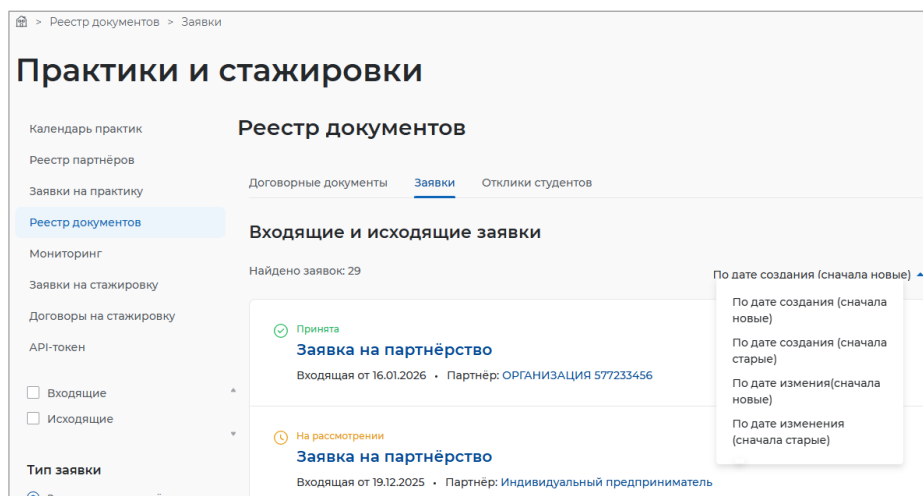 > Реестр документов > Заявки
Практики и стажировки
Календарь практик
Реестр партнёров
Заявки на практику
Реестр документов
Мониторинг
Заявки на стажировку
Договоры на стажировку
API-токен
Входящие
Исходящие
Тип заявки
Реестр документов
Договорные документы Заявки Отклики студентов
Входящие и исходящие заявки
Найдено заявок: 29
По дате создания (сначала новые)
По дате создания (сначала
новые)
По дате создания (сначала
старые)
По дате измения(сначала
новые)
По дате изменения
(сначала старые)
Принята
Заявка на партнёрство
Входящая от 16.01.2026 • Партнёр: ОРГАНИЗАЦИЯ 577233456
На рассмотрении
Заявка на партнёрство
Входящая от 19.12.2025 • Партнёр: Индивидуальный предприниматель